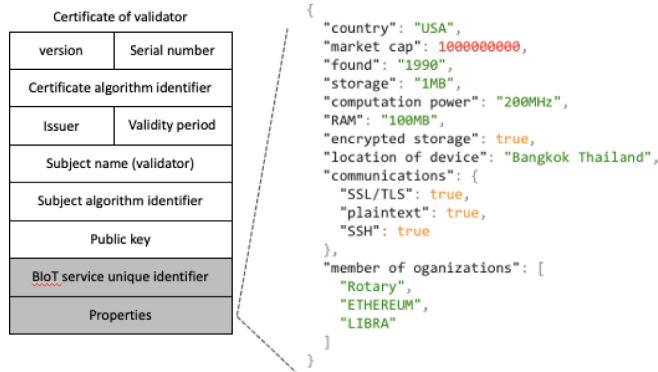 Certificate of validator
version
Serial number
Certificate algorithm identifier
Issuer
Validity period
Subject name (validator)
Subject algorithm identifier
Public key
BIoT service unique identifier
Properties
{
"country": "USA",
"market cap": 1000000000,
"found": "1990",
"storage": "1MB",
"computation power": "200MHz",
"RAM": "100MB",
"encrypted storage": true,
"location of device": "Bangkok Thailand",
"communications": {
"SSL/TLS": true,
"plaintext": true,
"SSH": true
},
"member of oganizations": [
"Rotary",
"ETHEREUM",
"LIBRA"
]
}